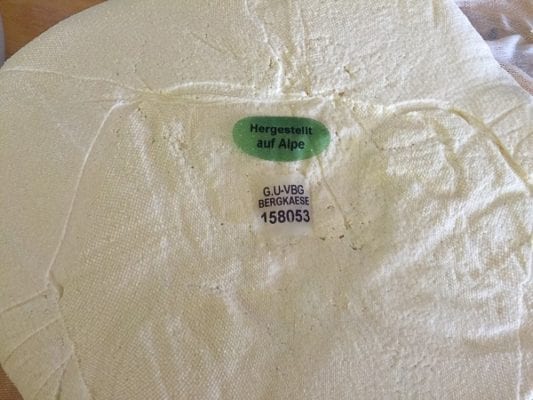 Hergestellt
auf Alpe
G.U-VBG
BERGKAESE
158053